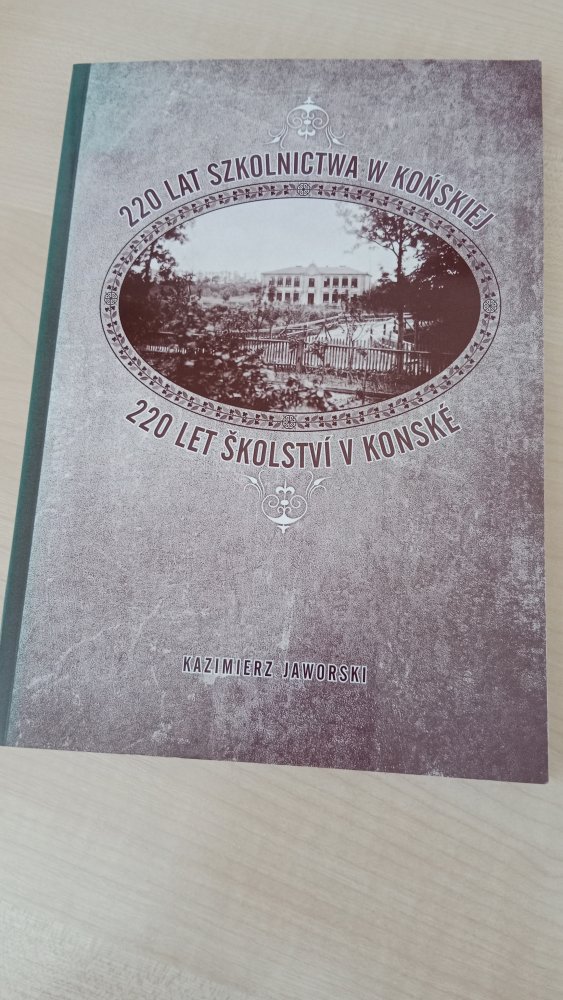 220 LAT SZKOLNICTWA W KOŃSKIEJ
220 LET ŠKOLSTVÍ V KONSKÉ
KAZIMIERZ JAWORSKI